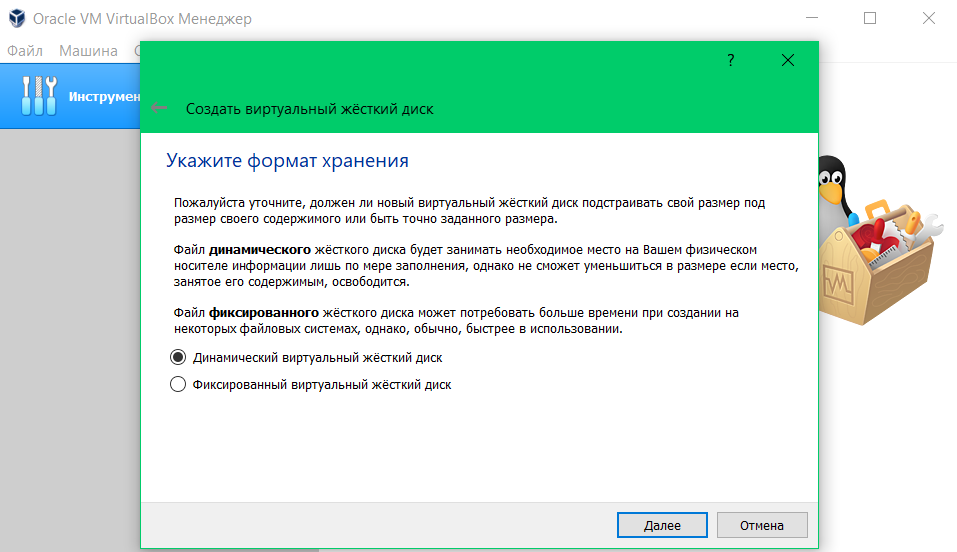 Oracle VM VirtualBox Менеджер
Файл Машина
?
Инструмен
Создать виртуальный жёсткий диск
Укажите формат хранения
Пожалуйста уточните, должен ли новый виртуальный жёсткий диск подстраивать свой размер под
размер своего содержимого или быть точно заданного размера.
Файл динамического жёсткого диска будет занимать необходимое место на Вашем физическом
носителе информации лишь по мере заполнения, однако не сможет уменьшиться в размере если место,
занятое его содержимым, освободится.
Файл фиксированного жёсткого диска может потребовать больше времени при создании на
некоторых файловых системах, однако, обычно, быстрее в использовании.
Динамический виртуальный жёсткий диск
Фиксированный виртуальный жёсткий диск
Далее
Отмена